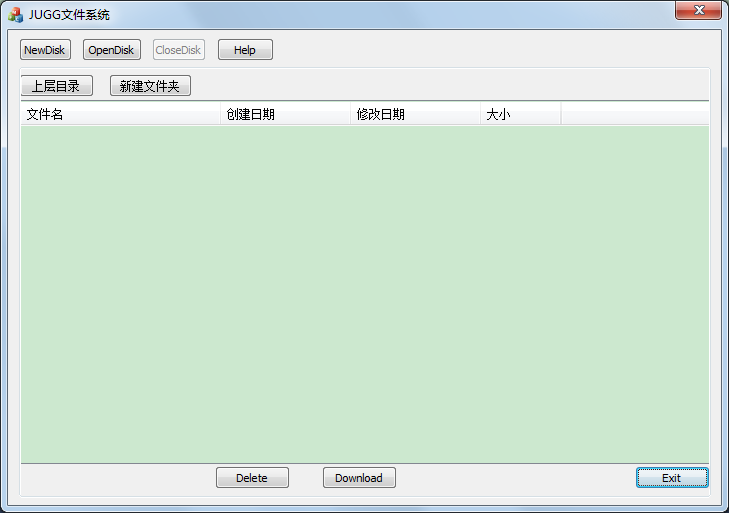 JUGG文件系统
NewDisk OpenDisk CloseDisk Help
上层目录 新建文件夹
文件名 创建日期 修改日期 大小
Delete Download Exit